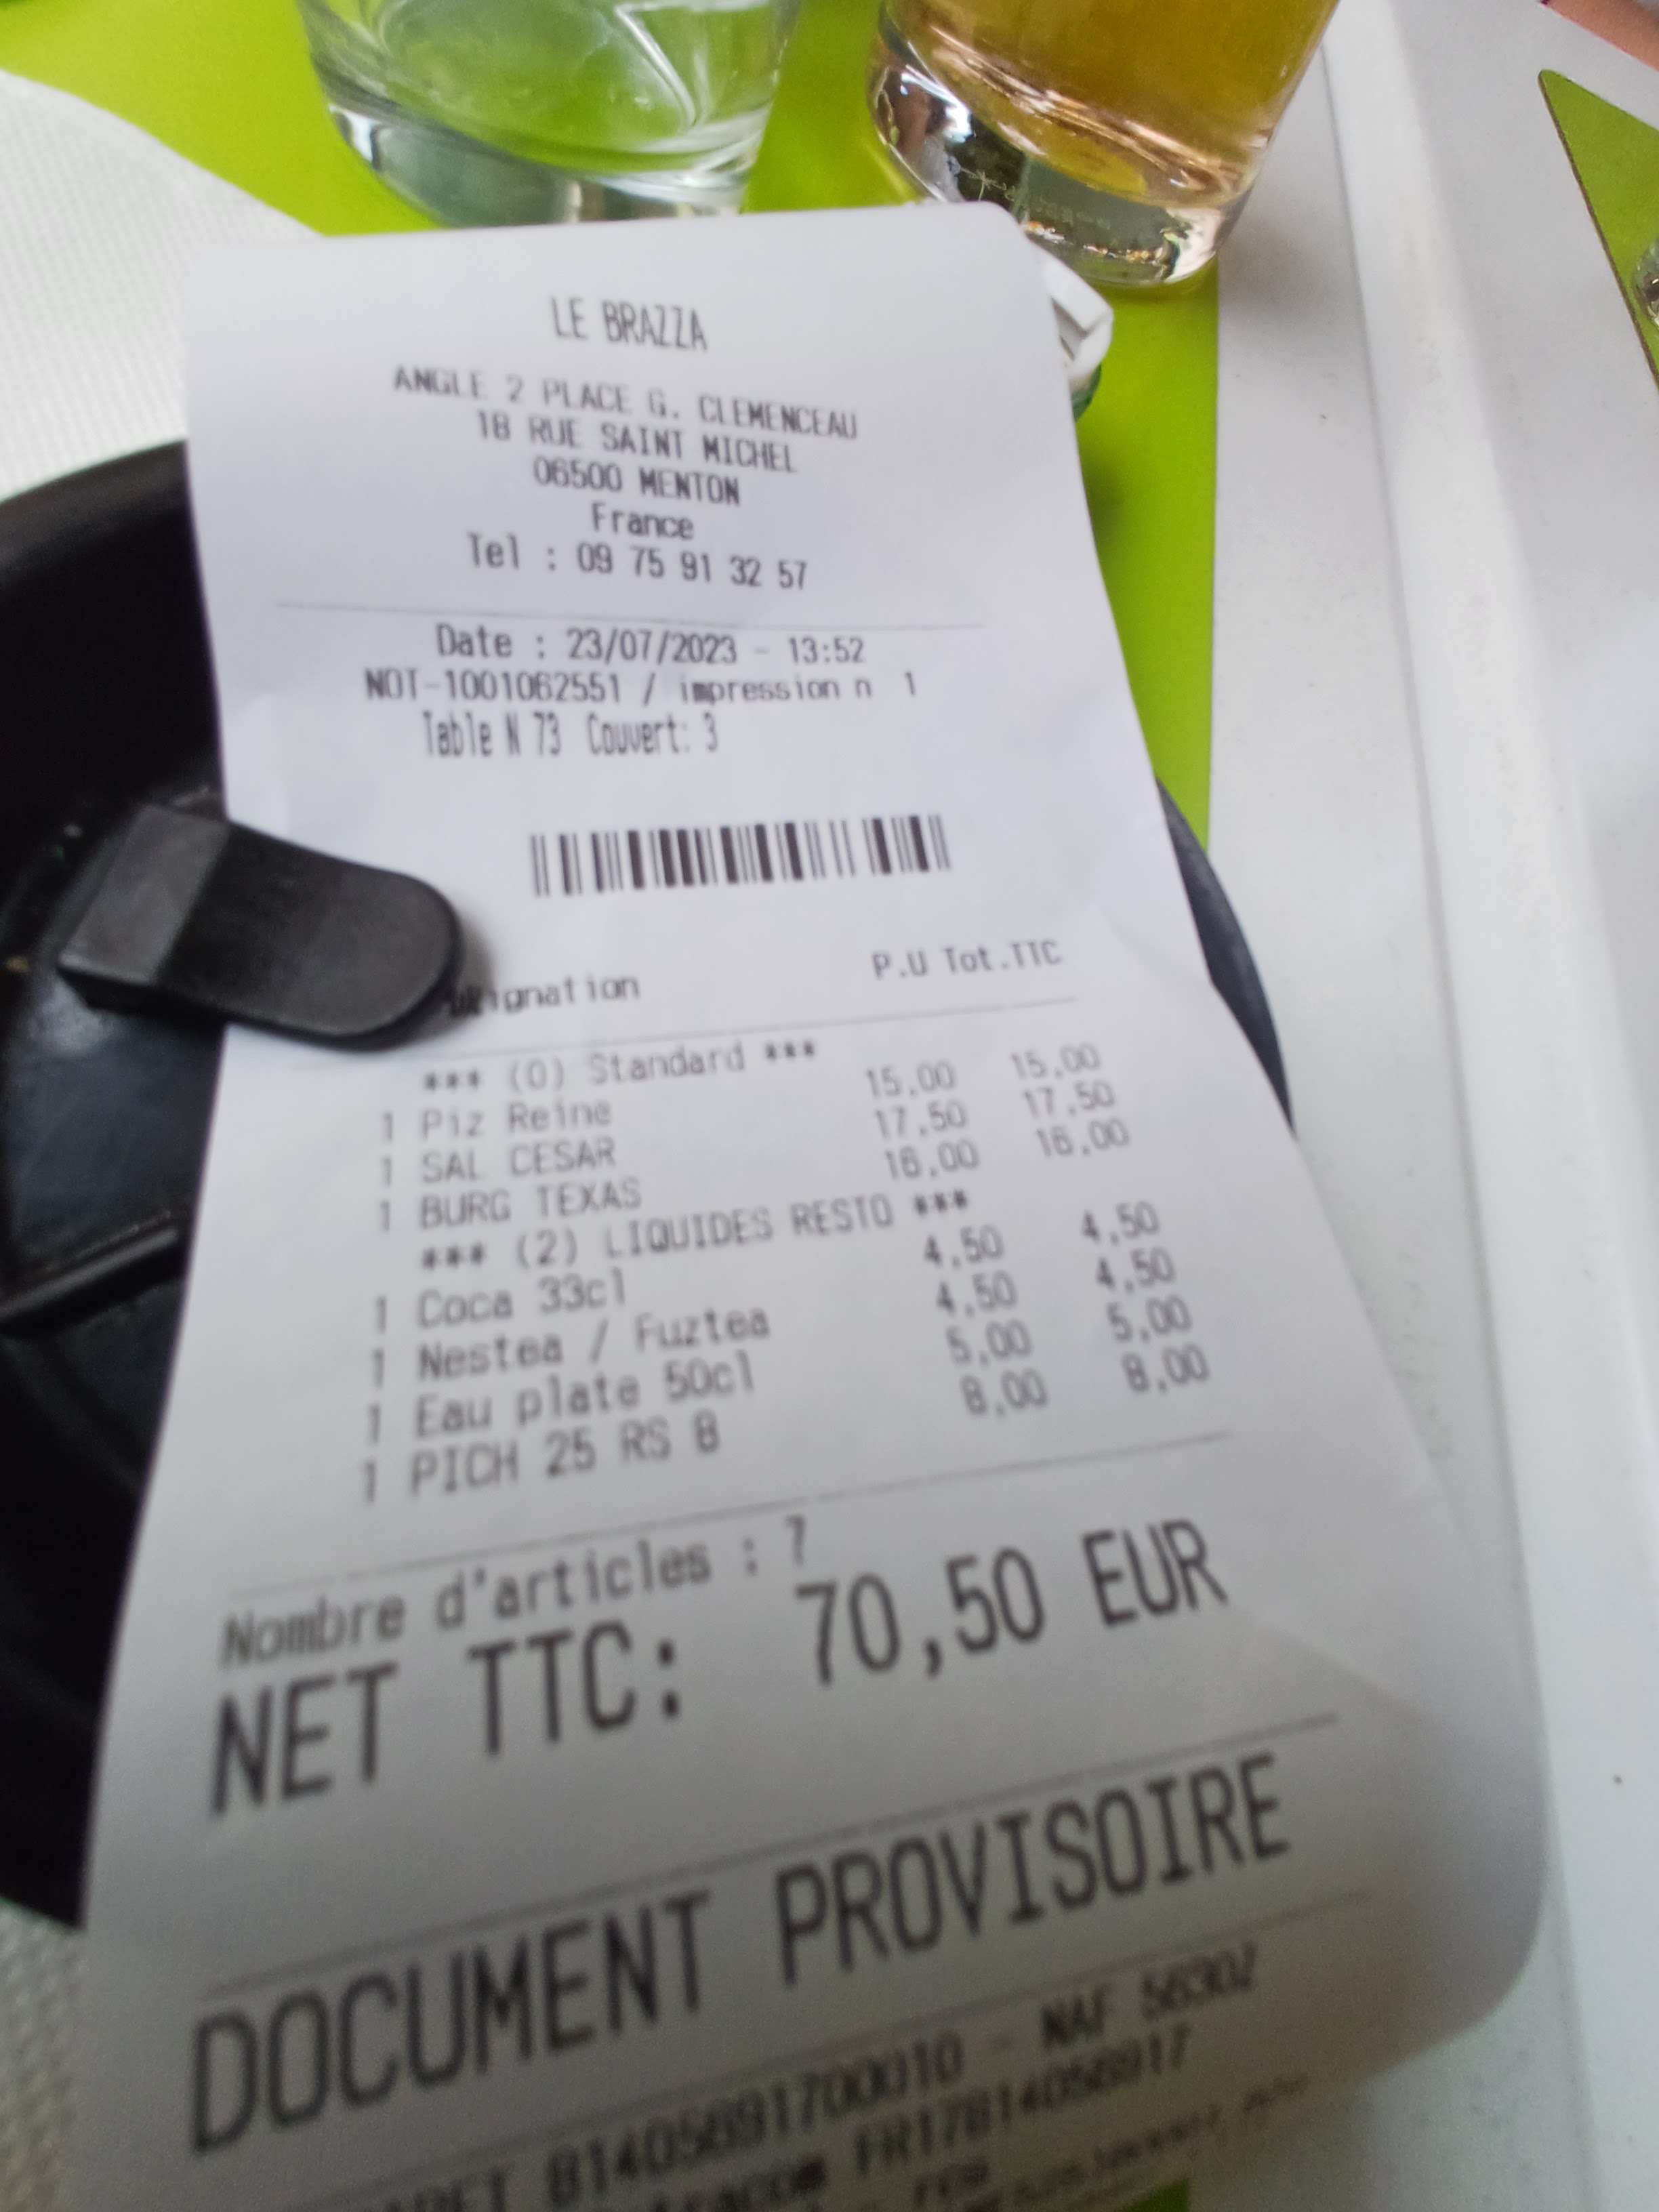 LE BRAZZA
ANGLE 2 PLACE G. CLEMENCEAU
18 RUE SAINT MICHEL
06500 MENTON
France
Tel : 09 75 91 32 57
Date : 23/07/2023 - 13:52
NOT-1001062551 / impression n 1
Table N 73 Couvert: 3
P.U Tot.TTC
*** (0) Standard ***
1 Piz Reine 15,00 15,00
1 SAL CESAR 17,50 17,50
1 BURG TEXAS 16,00 16,00
*** (2) LIQUIDES RESTO ***
1 Coca 33cl 4,50 4,50
1 Nestea / Fuztea 4,50 4,50
1 Eau plate 50cl 5,00 5,00
1 PICH 25 RS 8 8,00 8,00
Nombre d'articles : 7
NET TTC: 70,50 EUR
DOCUMENT PROVISOIRE
NAF 5630Z